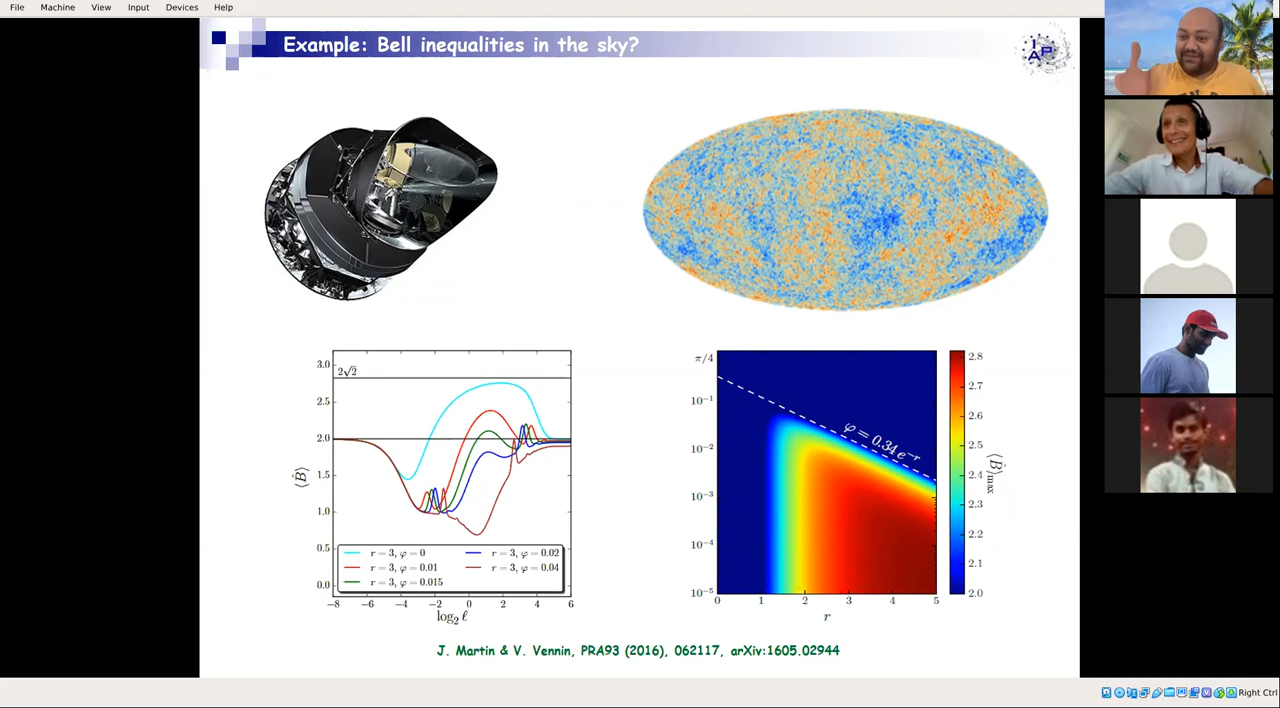 File Machine View Input Devices Help
Example: Bell inequalities in the sky?
IAP
3.0
2√2
2.5
2.0
1.5
1.0
0.5
0.0
⟨B̂⟩
r = 3, φ = 0
r = 3, φ = 0.01
r = 3, φ = 0.015
r = 3, φ = 0.02
r = 3, φ = 0.04
−8 −6 −4 −2 0 2 4 6
log₂ ℓ
π/4
10⁻¹
10⁻²
10⁻³
10⁻⁴
10⁻⁵
φ = 0.34e⁻ʳ
0 1 2 3 4 5
r
2.8
2.7
2.6
2.5
2.4
2.3
2.2
2.1
2.0
⟨B̂⟩max
J. Martin & V. Vennin, PRA93 (2016), 062117, arXiv:1605.02944
Right Ctrl